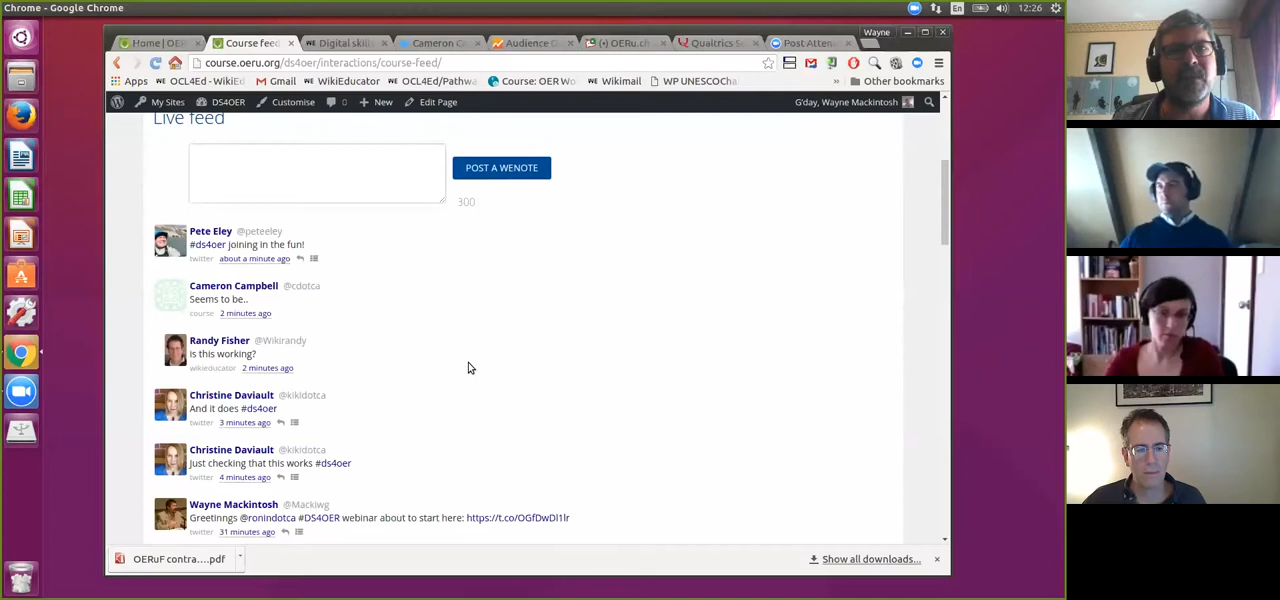 Chrome - Google Chrome
En
12:26
Wayne
Home | OE
Course feed
Digital skills
Cameron C
Audience O
(•) OERu.ch
Qualtrics S
Post Atten
course.oeru.org/ds4oer/interactions/course-feed/
Apps
OCL4Ed -WikiEd
Gmail
WikiEducator
OCL4Ed/Pathwa
Course: OER Wo
Wikimail
WP UNESCOChai
Other bookmarks
My Sites
DS4OER
Customise
0
New
Edit Page
G'day, Wayne Mackintosh
Live feed
POST A WENOTE
300
Pete Eley @peteeley
#ds4oer joining in the fun!
twitter about a minute ago
Cameron Campbell @cdotca
Seems to be..
course 2 minutes ago
Randy Fisher @Wikirandy
is this working?
wikieducator 2 minutes ago
Christine Daviault @kikidotca
And it does #ds4oer
twitter 3 minutes ago
Christine Daviault @kikidotca
Just checking that this works #ds4oer
twitter 4 minutes ago
Wayne Mackintosh @Mackiwg
Greetinngs @ronindotca #DS4OER webinar about to start here: https://t.co/OGfDwDl1lr
twitter 31 minutes ago
OERuF contra....pdf
Show all downloads...